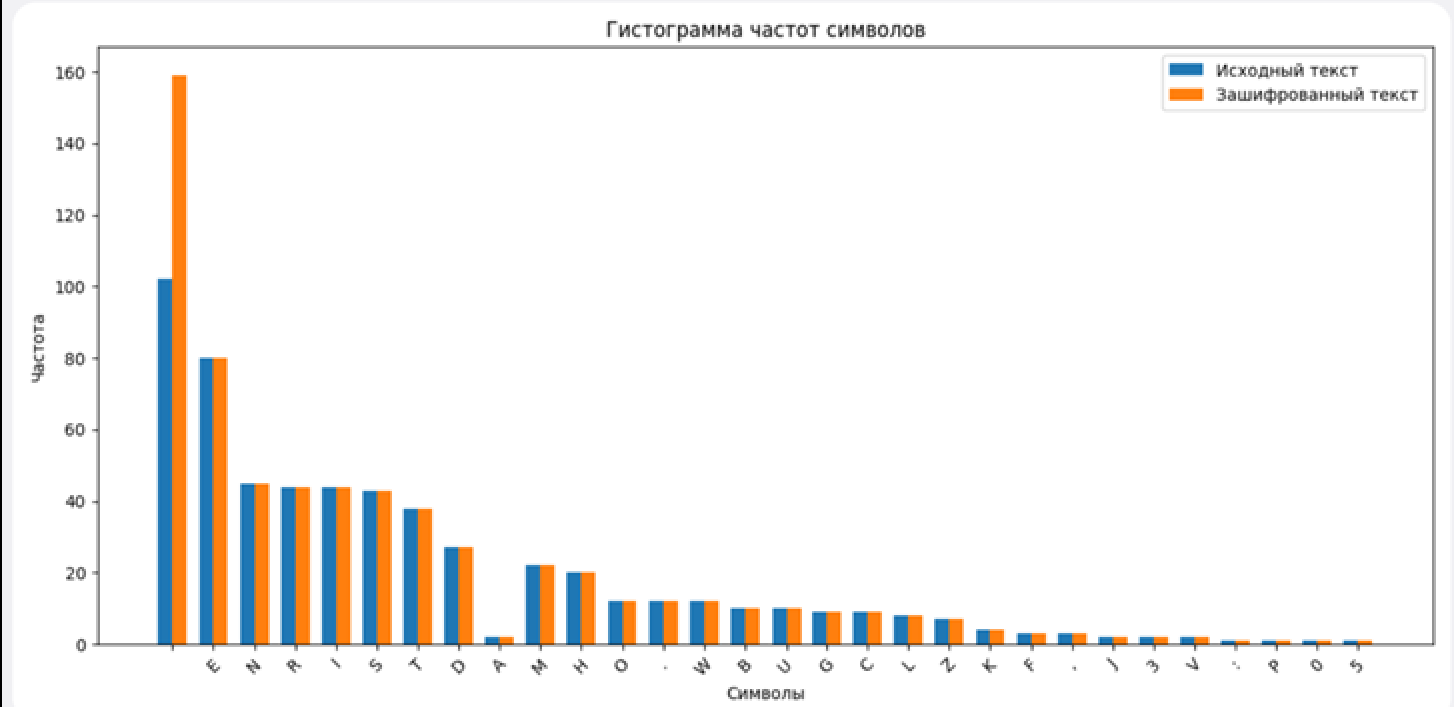 Гистограмма частот символов
Исходный текст
Зашифрованный текст
Частота
160
140
120
100
80
60
40
20
0
E N R I S T D A M H O . W B U G C L Z K F , J 3 V : P 0 5
Символы